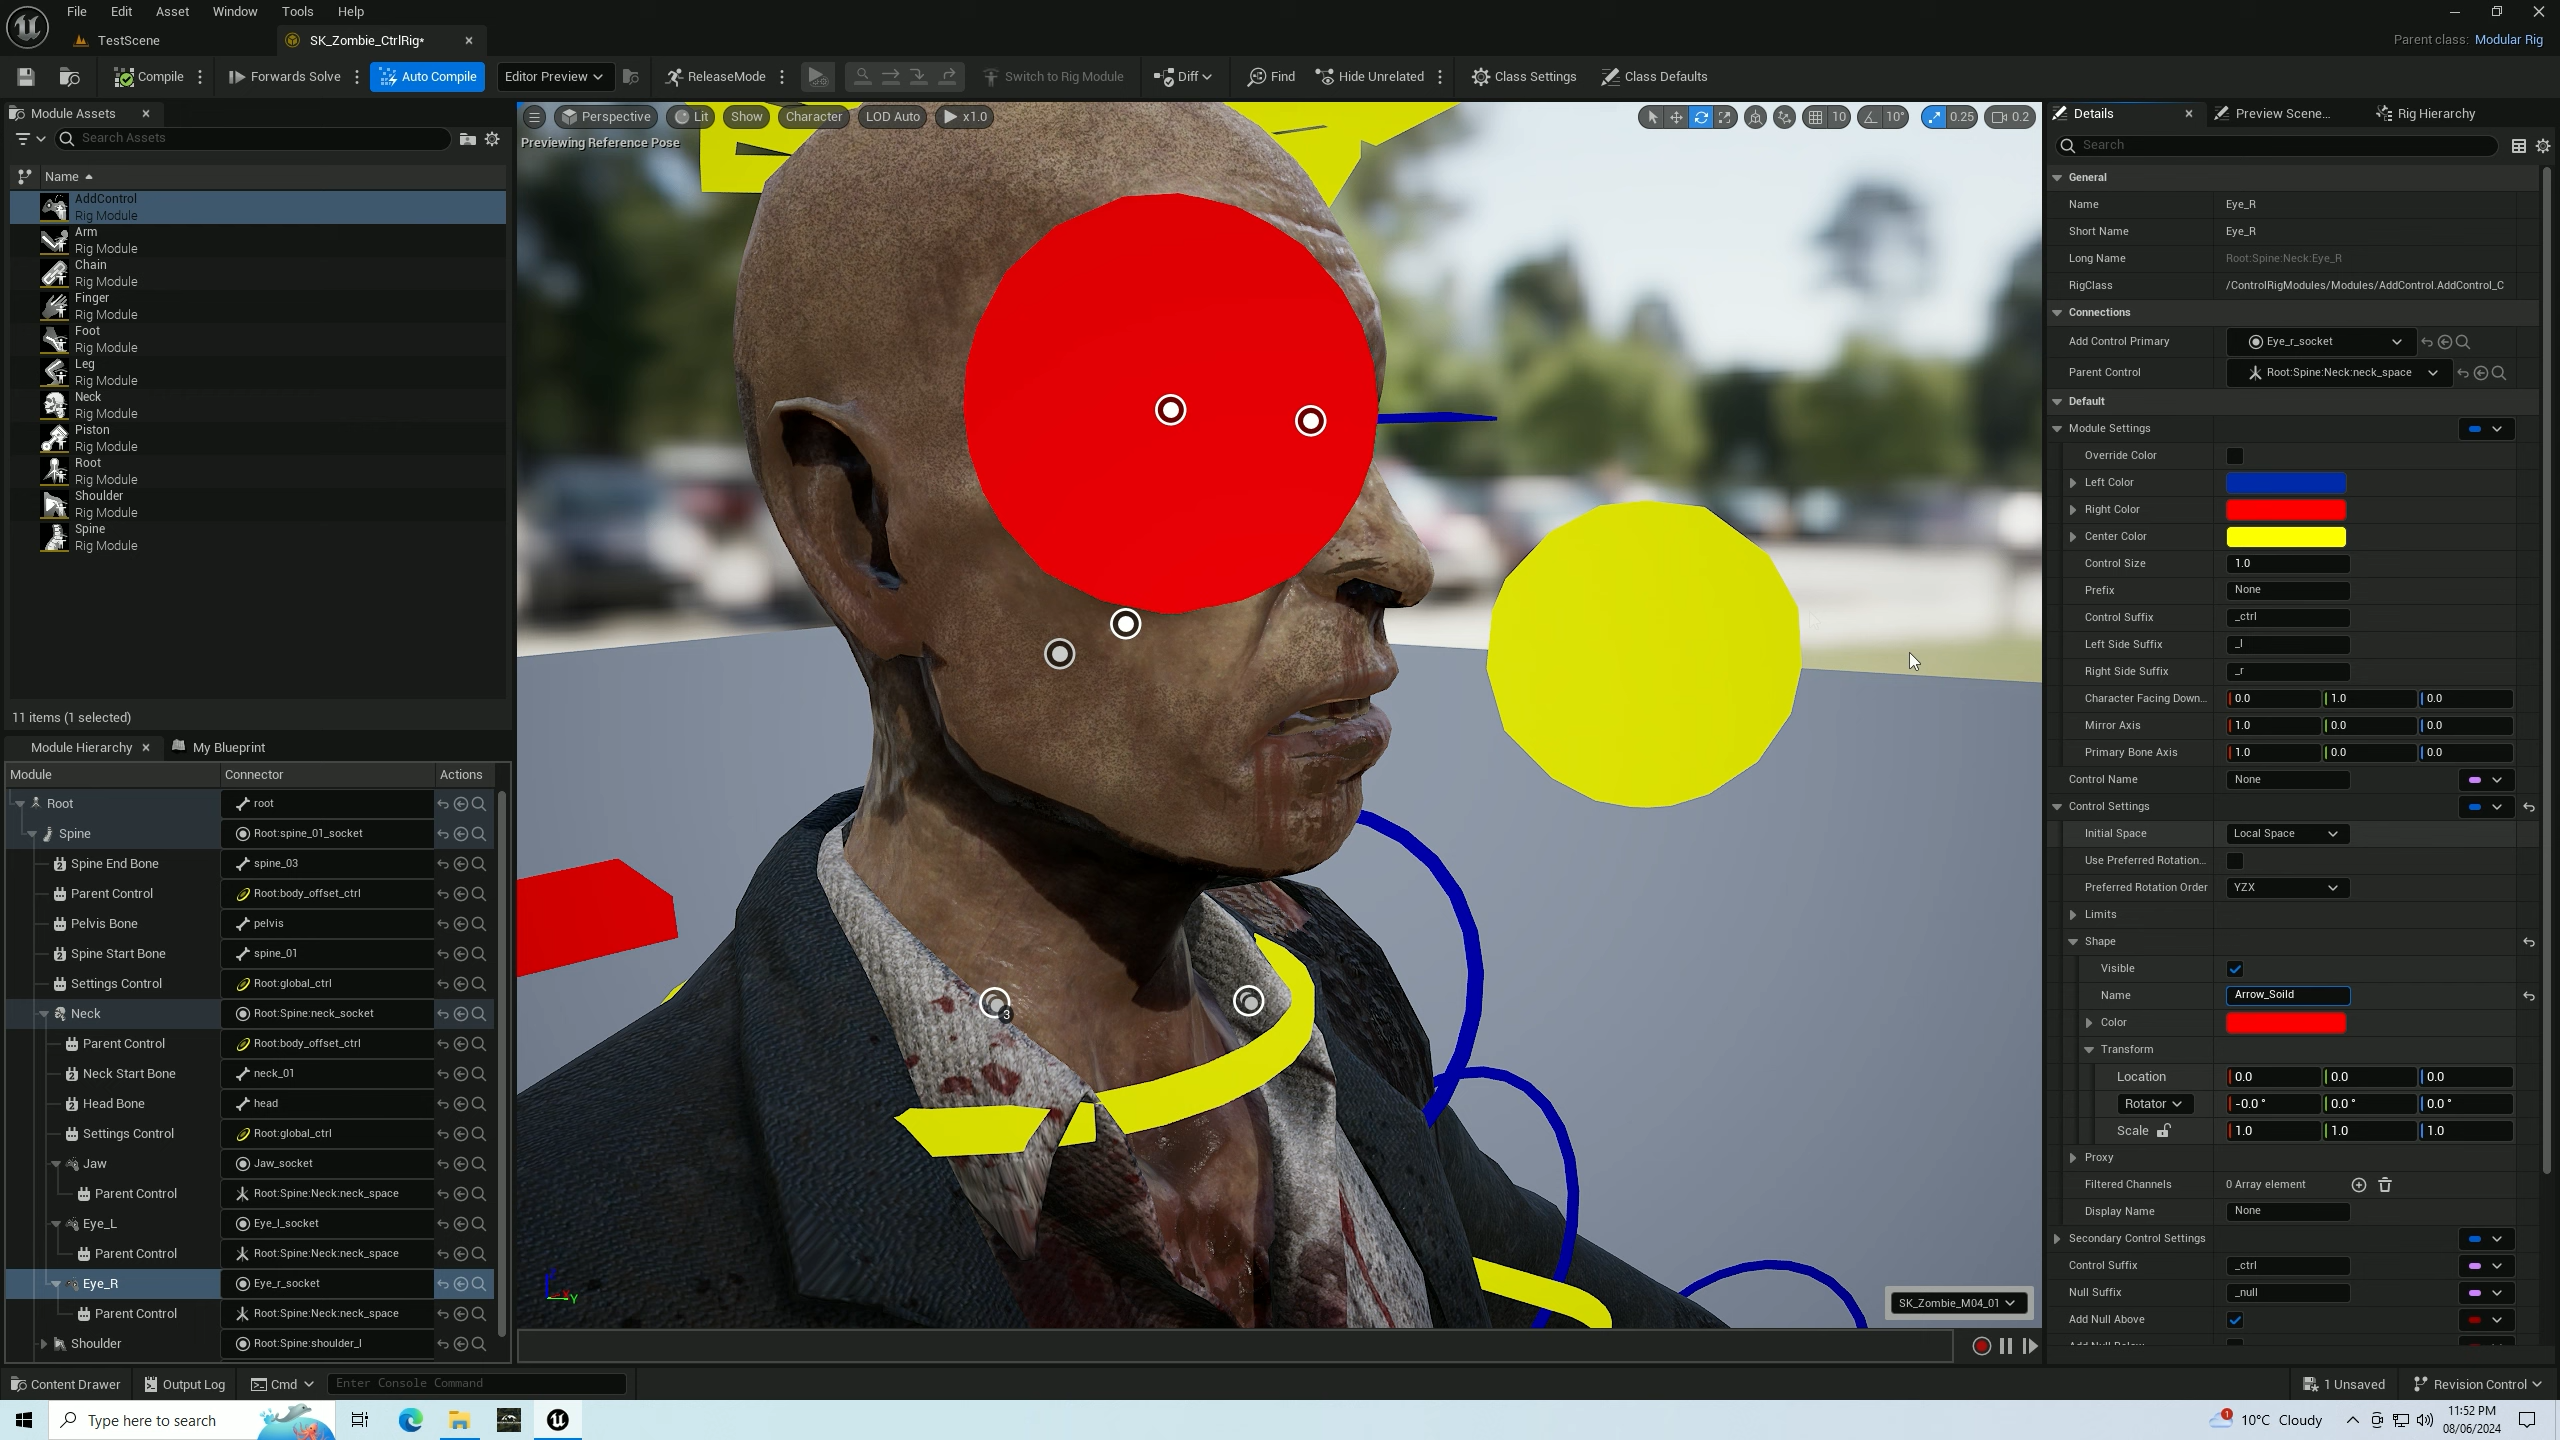 File Edit Asset Window Tools Help
TestScene
SK_Zombie_CtrlRig*
Parent class: Modular Rig
Compile
Forwards Solve
Auto Compile
Editor Preview
ReleaseMode
Switch to Rig Module
Diff
Find
Hide Unrelated
Class Settings
Class Defaults
Module Assets
Search Assets
Name
AddControl
Rig Module
Arm
Rig Module
Chain
Rig Module
Finger
Rig Module
Foot
Rig Module
Leg
Rig Module
Neck
Rig Module
Piston
Rig Module
Root
Rig Module
Shoulder
Rig Module
Spine
Rig Module
11 items (1 selected)
Module Hierarchy
My Blueprint
Module Connector Actions
Root root
Spine Root:spine_01_socket
Spine End Bone spine_03
Parent Control Root:body_offset_ctrl
Pelvis Bone pelvis
Spine Start Bone spine_01
Settings Control Root:global_ctrl
Neck Root:Spine:neck_socket
Parent Control Root:body_offset_ctrl
Neck Start Bone neck_01
Head Bone head
Settings Control Root:global_ctrl
Jaw Jaw_socket
Parent Control Root:Spine:Neck:neck_space
Eye_L Eye_l_socket
Parent Control Root:Spine:Neck:neck_space
Eye_R Eye_r_socket
Parent Control Root:Spine:Neck:neck_space
Shoulder Root:Spine:shoulder_l
Perspective Lit Show Character LOD Auto x1.0
10 10° 0.25 0.2
Previewing Reference Pose
3
Y
SK_Zombie_M04_01
Details
Preview Scene...
Rig Hierarchy
Search
General
Name Eye_R
Short Name Eye_R
Long Name Root:Spine:Neck:Eye_R
RigClass /ControlRigModules/Modules/AddControl.AddControl_C
Connections
Add Control Primary Eye_r_socket
Parent Control Root:Spine:Neck:neck_space
Default
Module Settings
Override Color
Left Color
Right Color
Center Color
Control Size 1.0
Prefix None
Control Suffix _ctrl
Left Side Suffix _l
Right Side Suffix _r
Character Facing Down... 0.0 1.0 0.0
Mirror Axis 1.0 0.0 0.0
Primary Bone Axis 1.0 0.0 0.0
Control Name None
Control Settings
Initial Space Local Space
Use Preferred Rotation...
Preferred Rotation Order YZX
Limits
Shape
Visible
Name Arrow_Soild
Color
Transform
Location 0.0 0.0 0.0
Rotator -0.0 ° 0.0 ° 0.0 °
Scale 1.0 1.0 1.0
Proxy
Filtered Channels 0 Array element
Display Name None
Secondary Control Settings
Control Suffix _ctrl
Null Suffix _null
Add Null Above
Content Drawer
Output Log
Cmd
Enter Console Command
1 Unsaved
Revision Control
Type here to search
1
10°C Cloudy
11:52 PM
08/06/2024